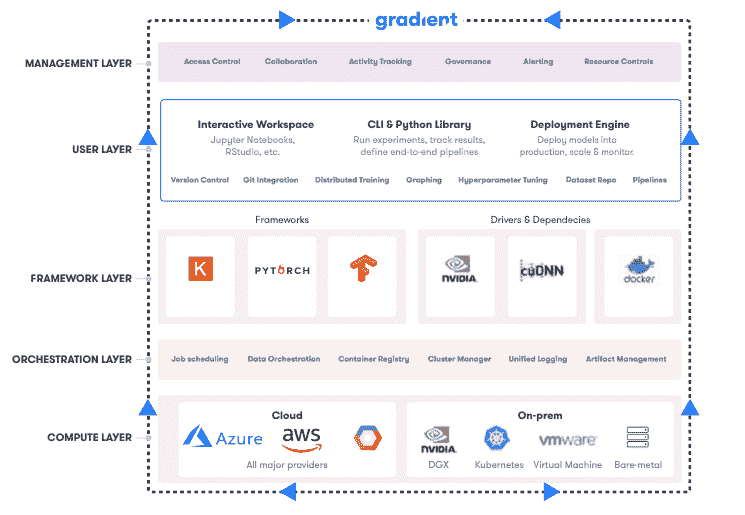 gradient
MANAGEMENT LAYER
Access Control Collaboration Activity Tracking Governance Alerting Resource Controls
USER LAYER
Interactive Workspace
Jupyter Notebooks,
RStudio, etc.
CLI & Python Library
Run experiments, track results,
define end-to-end pipelines
Deployment Engine
Deploy models into
production, scale & monitor.
Version Control Git Integration Distributed Training Graphing Hyperparameter Tuning Dataset Repo Pipelines
FRAMEWORK LAYER
Frameworks
K
PYTORCH
Drivers & Dependecies
NVIDIA.
cuDNN
docker
ORCHESTRATION LAYER
Job scheduling Data Orchestration Container Registry Cluster Manager Unified Logging Artifact Management
COMPUTE LAYER
Cloud
Azure
aws
All major providers
On-prem
NVIDIA.
vmware
DGX Kubernetes Virtual Machine Bare-metal